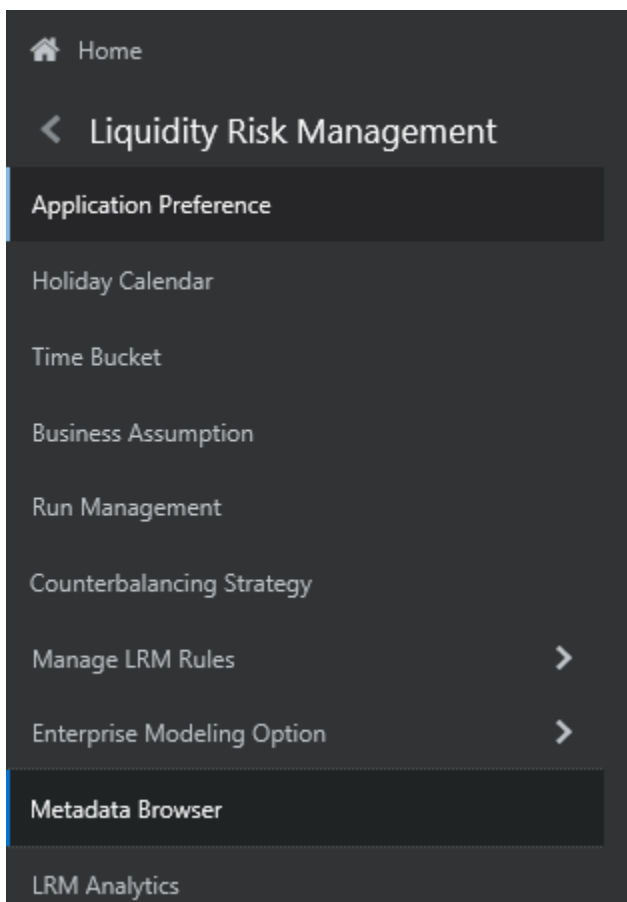 Home
Liquidity Risk Management
Application Preference
Holiday Calendar
Time Bucket
Business Assumption
Run Management
Counterbalancing Strategy
Manage LRM Rules
Enterprise Modeling Option
Metadata Browser
LRM Analytics